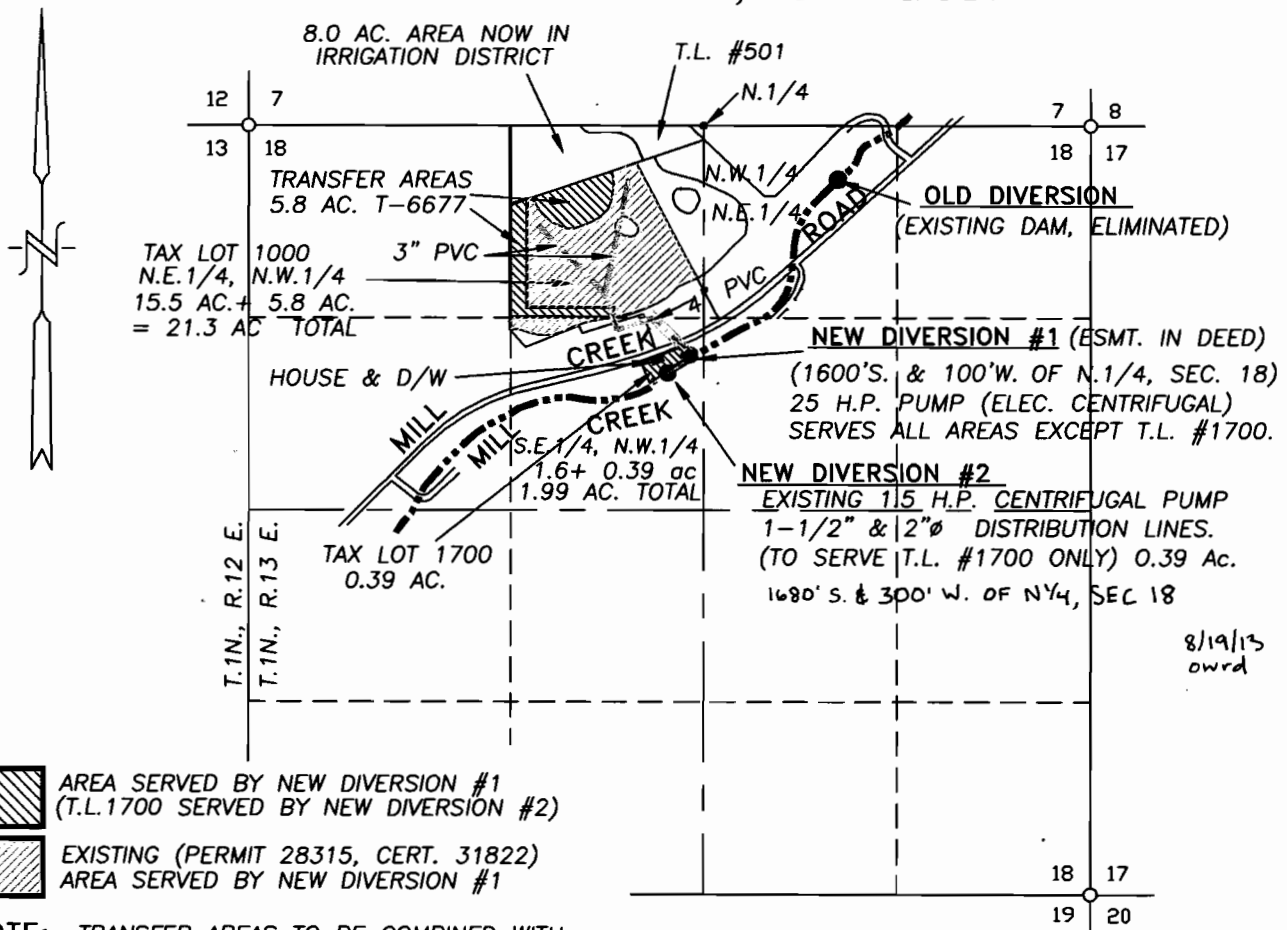 8.0 AC. AREA NOW IN
IRRIGATION DISTRICT
T.L. #501
N.1/4
12 7
13 18
7 8
18 17
TRANSFER AREAS
5.8 AC. T-6677
N.W.1/4
N.E.1/4
OLD DIVERSION
(EXISTING DAM, ELIMINATED)
TAX LOT 1000
N.E.1/4, N.W.1/4
15.5 AC.+ 5.8 AC.
= 21.3 AC TOTAL
3" PVC
4
PVC
MILL CREEK ROAD
HOUSE & D/W
NEW DIVERSION #1 (ESMT. IN DEED)
(1600'S. & 100'W. OF N.1/4, SEC. 18)
25 H.P. PUMP (ELEC. CENTRIFUGAL)
SERVES ALL AREAS EXCEPT T.L. #1700.
MILL CREEK
S.E.1/4, N.W.1/4
1.6+ 0.39 ac
1.99 AC. TOTAL
NEW DIVERSION #2
EXISTING 1.5 H.P. CENTRIFUGAL PUMP
1-1/2" & 2"ø DISTRIBUTION LINES.
(TO SERVE T.L. #1700 ONLY) 0.39 Ac.
1680' S. & 300' W. OF N¼, SEC 18
TAX LOT 1700
0.39 AC.
T.1N., R.12 E.
T.1N., R.13 E.
8/19/13
owrd
AREA SERVED BY NEW DIVERSION #1
(T.L.1700 SERVED BY NEW DIVERSION #2)
EXISTING (PERMIT 28315, CERT. 31822)
AREA SERVED BY NEW DIVERSION #1
18 17
19 20